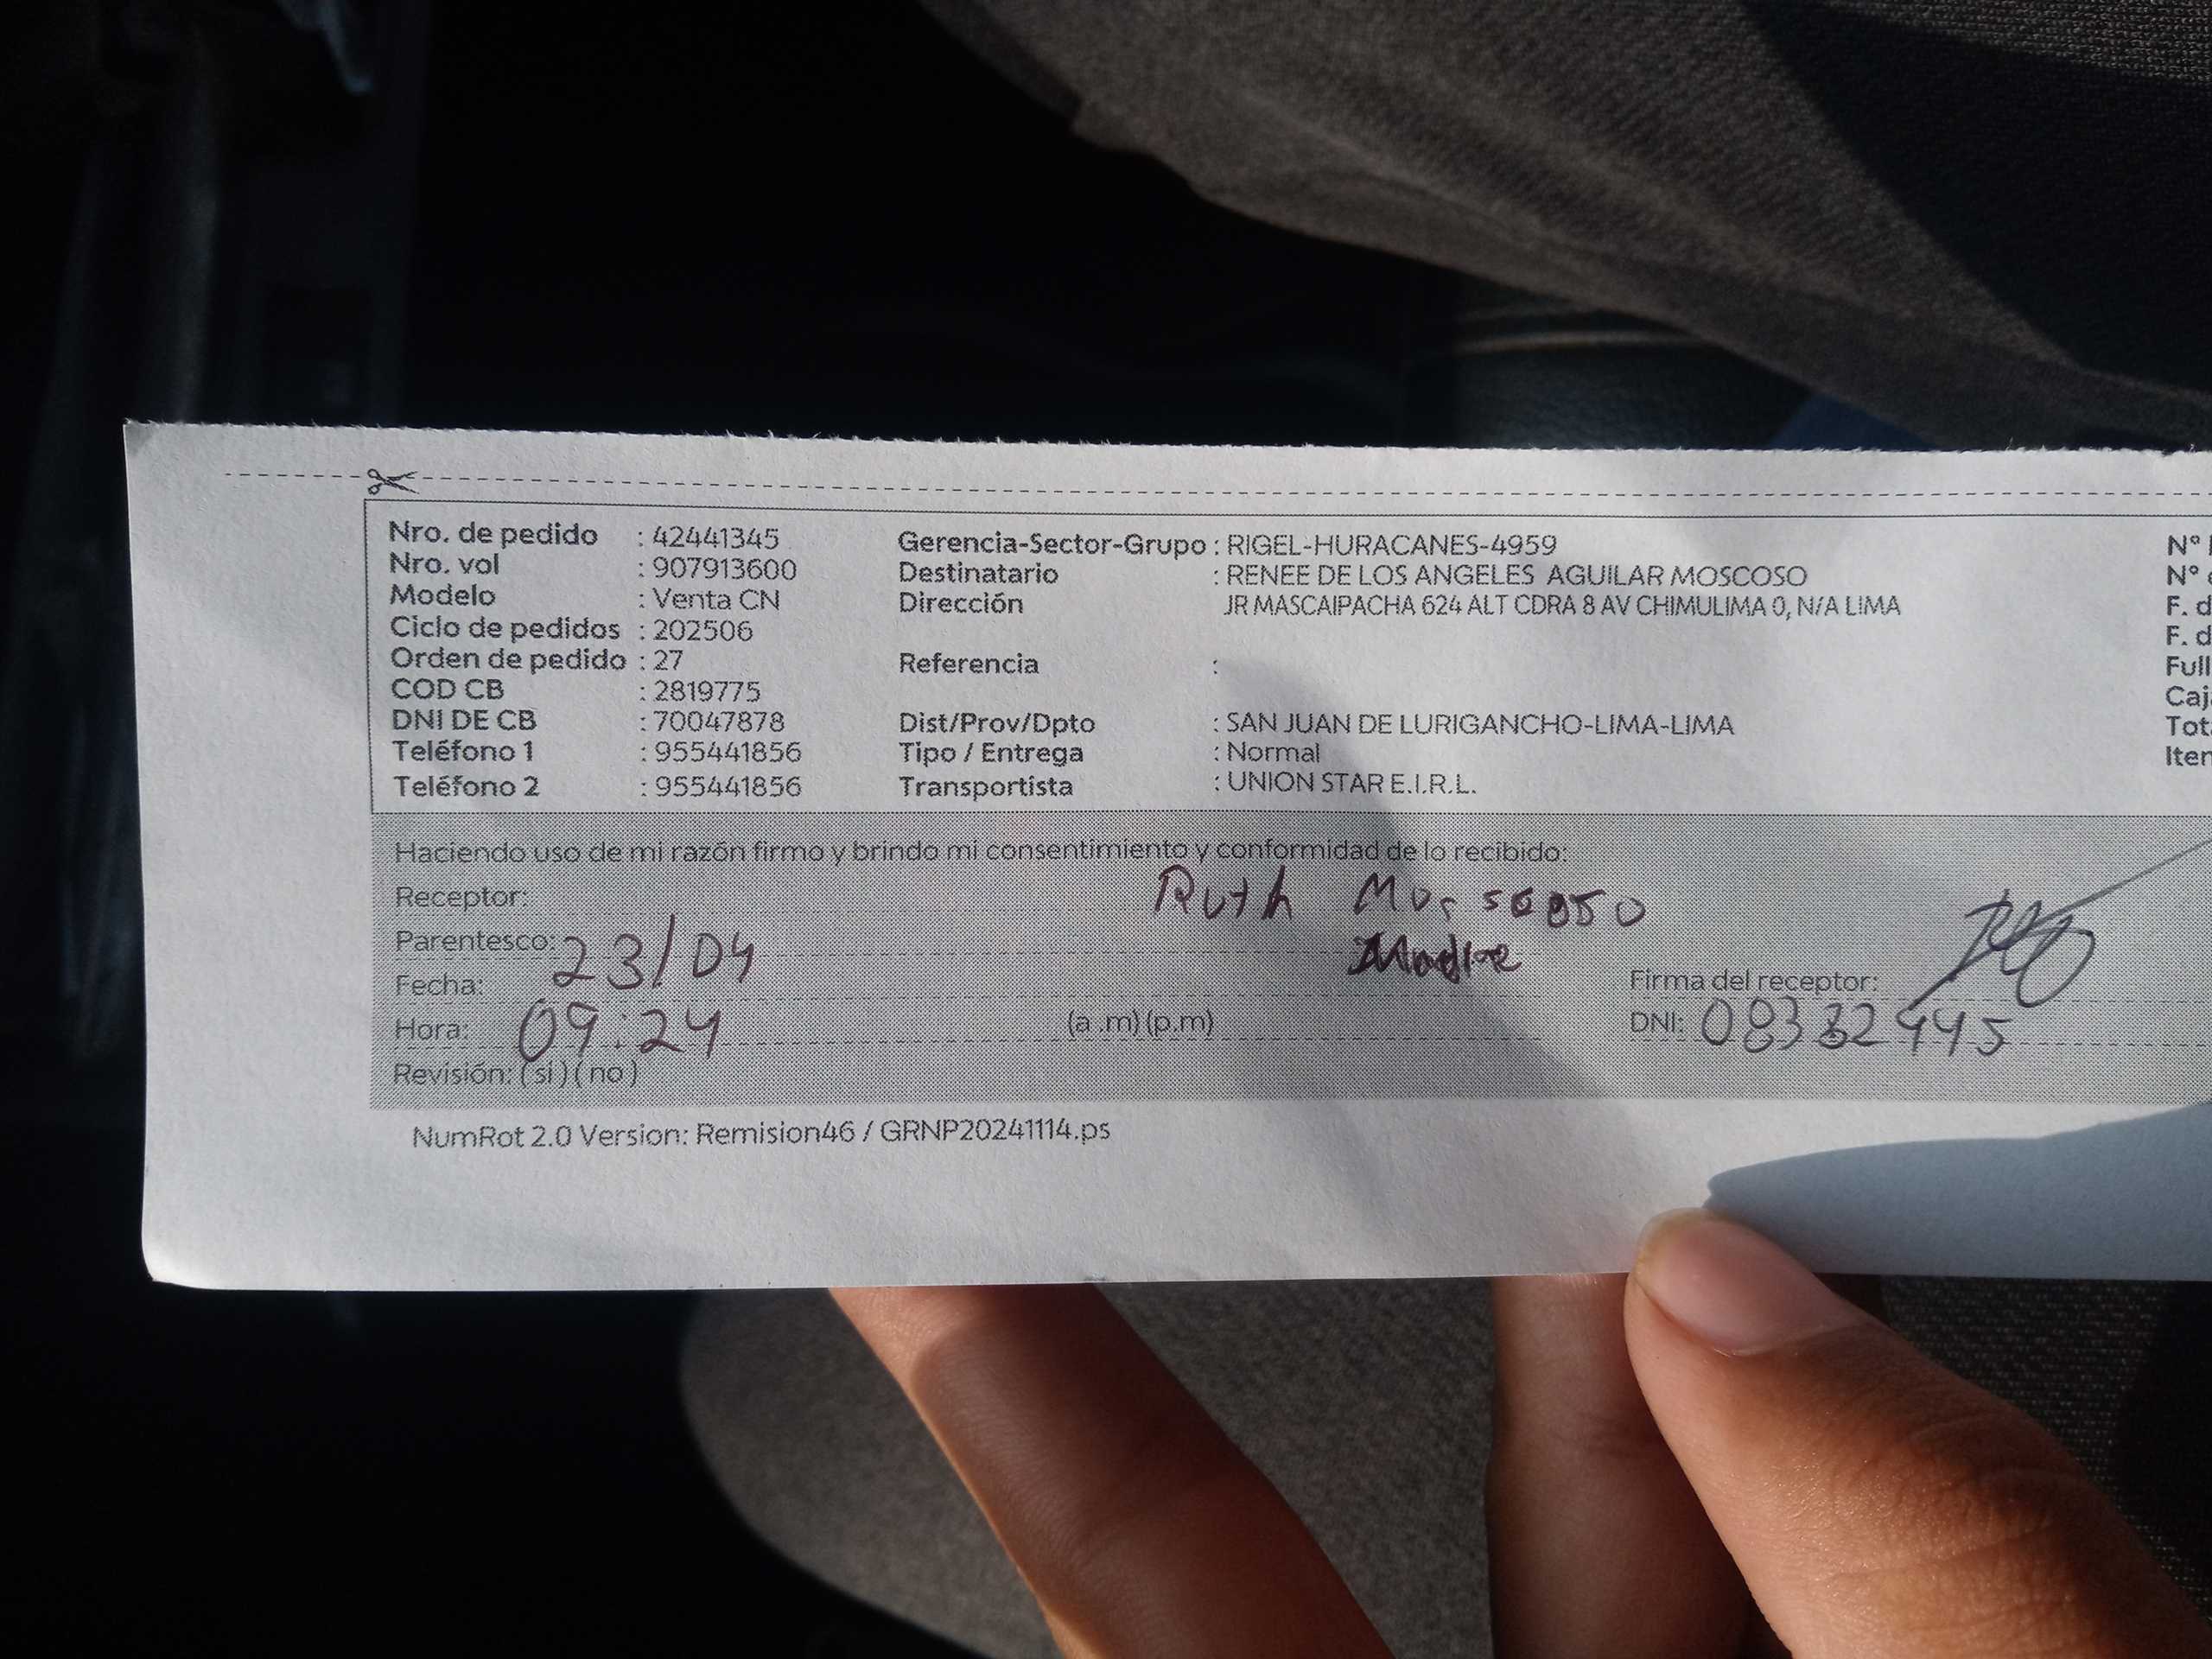 Nro. de pedido : 42441345
Nro. vol : 907913600
Modelo : Venta CN
Ciclo de pedidos : 202506
Orden de pedido : 27
COD CB : 2819775
DNI DE CB : 70047878
Teléfono 1 : 955441856
Teléfono 2 : 955441856
Gerencia-Sector-Grupo : RIGEL-HURACANES-4959
Destinatario : RENEE DE LOS ANGELES AGUILAR MOSCOSO
Dirección JR MASCAIPACHA 624 ALT CDRA 8 AV CHIMULIMA 0, N/A LIMA
Referencia :
Dist/Prov/Dpto : SAN JUAN DE LURIGANCHO-LIMA-LIMA
Tipo / Entrega : Normal
Transportista : UNION STAR E.I.R.L.
N°
N°
F. d
F. d
Full
Caj
Tot
Iter
Haciendo uso de mi razón firmo y brindo mi consentimiento y conformidad de lo recibido:
Receptor: Ruth
Parentesco: Madre
Fecha: 23/04
Hora: 09:24 (a .m) (p.m)
Revisión: ( si ) ( no )
Firma del receptor:
DNI: 08332445
NumRot 2.0 Version: Remision46 / GRNP20241114.ps